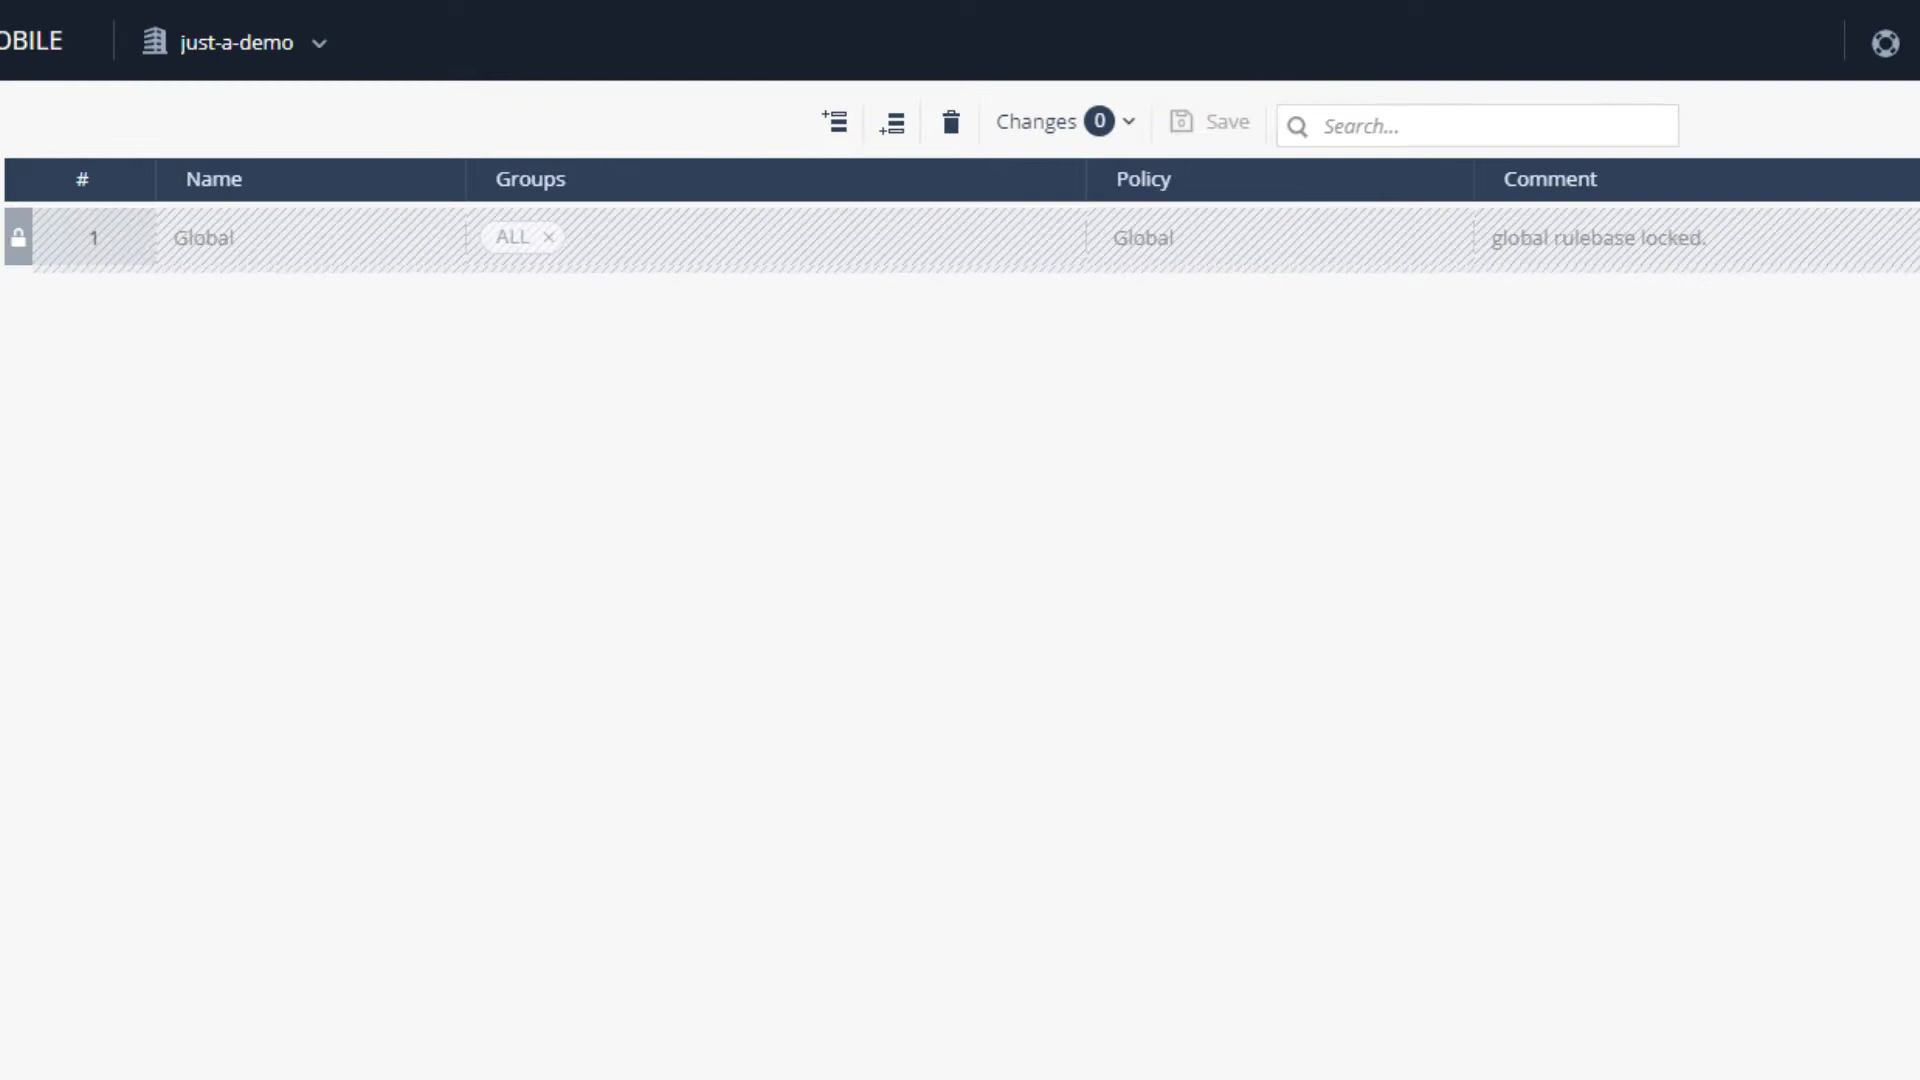 OBILE just-a-demo
Changes 0 Save Search...
# Name Groups Policy Comment
1 Global ALL × Global global rulebase locked.